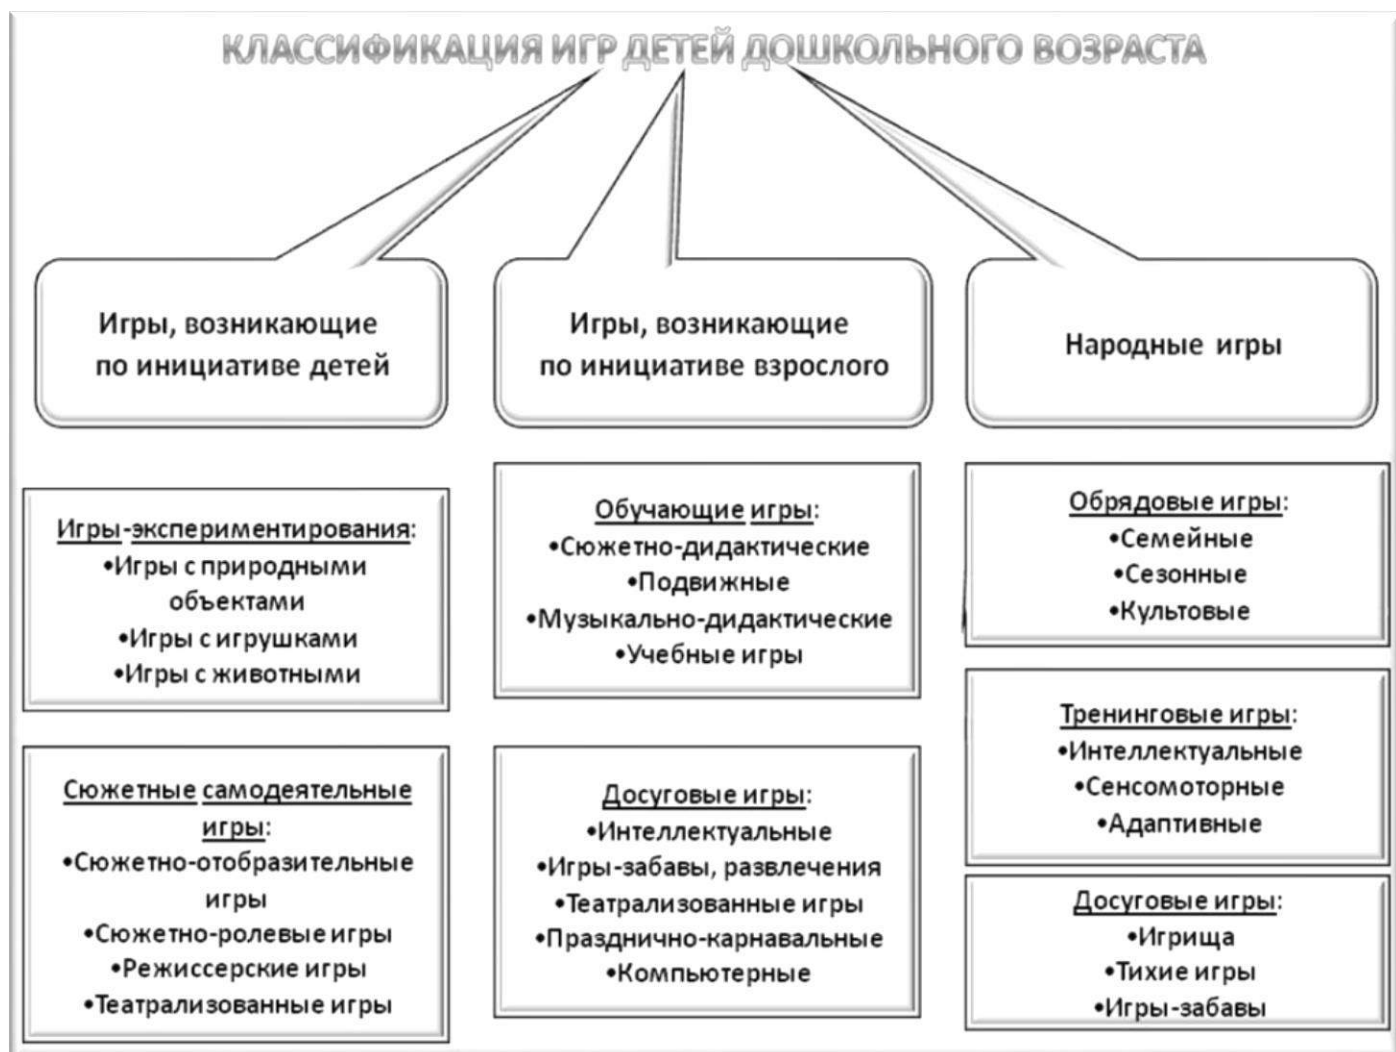 КЛАССИФИКАЦИЯ ИГР ДЕТЕЙ ДОШКОЛЬНОГО ВОЗРАСТА
Игры, возникающие
по инициативе детей
Игры-экспериментирования:
•Игры с природными
объектами
•Игры с игрушками
•Игры с животными
Сюжетные самодеятельные
игры:
•Сюжетно-отобразительные
игры
•Сюжетно-ролевые игры
•Режиссерские игры
•Театрализованные игры
Игры, возникающие
по инициативе взрослого
Обучающие игры:
•Сюжетно-дидактические
•Подвижные
•Музыкально-дидактические
•Учебные игры
Досуговые игры:
•Интеллектуальные
•Игры-забавы, развлечения
•Театрализованные игры
•Празднично-карнавальные
•Компьютерные
Народные игры
Обрядовые игры:
•Семейные
•Сезонные
•Культовые
Тренинговые игры:
•Интеллектуальные
•Сенсомоторные
•Адаптивные
Досуговые игры:
•Игрища
•Тихие игры
•Игры-забавы